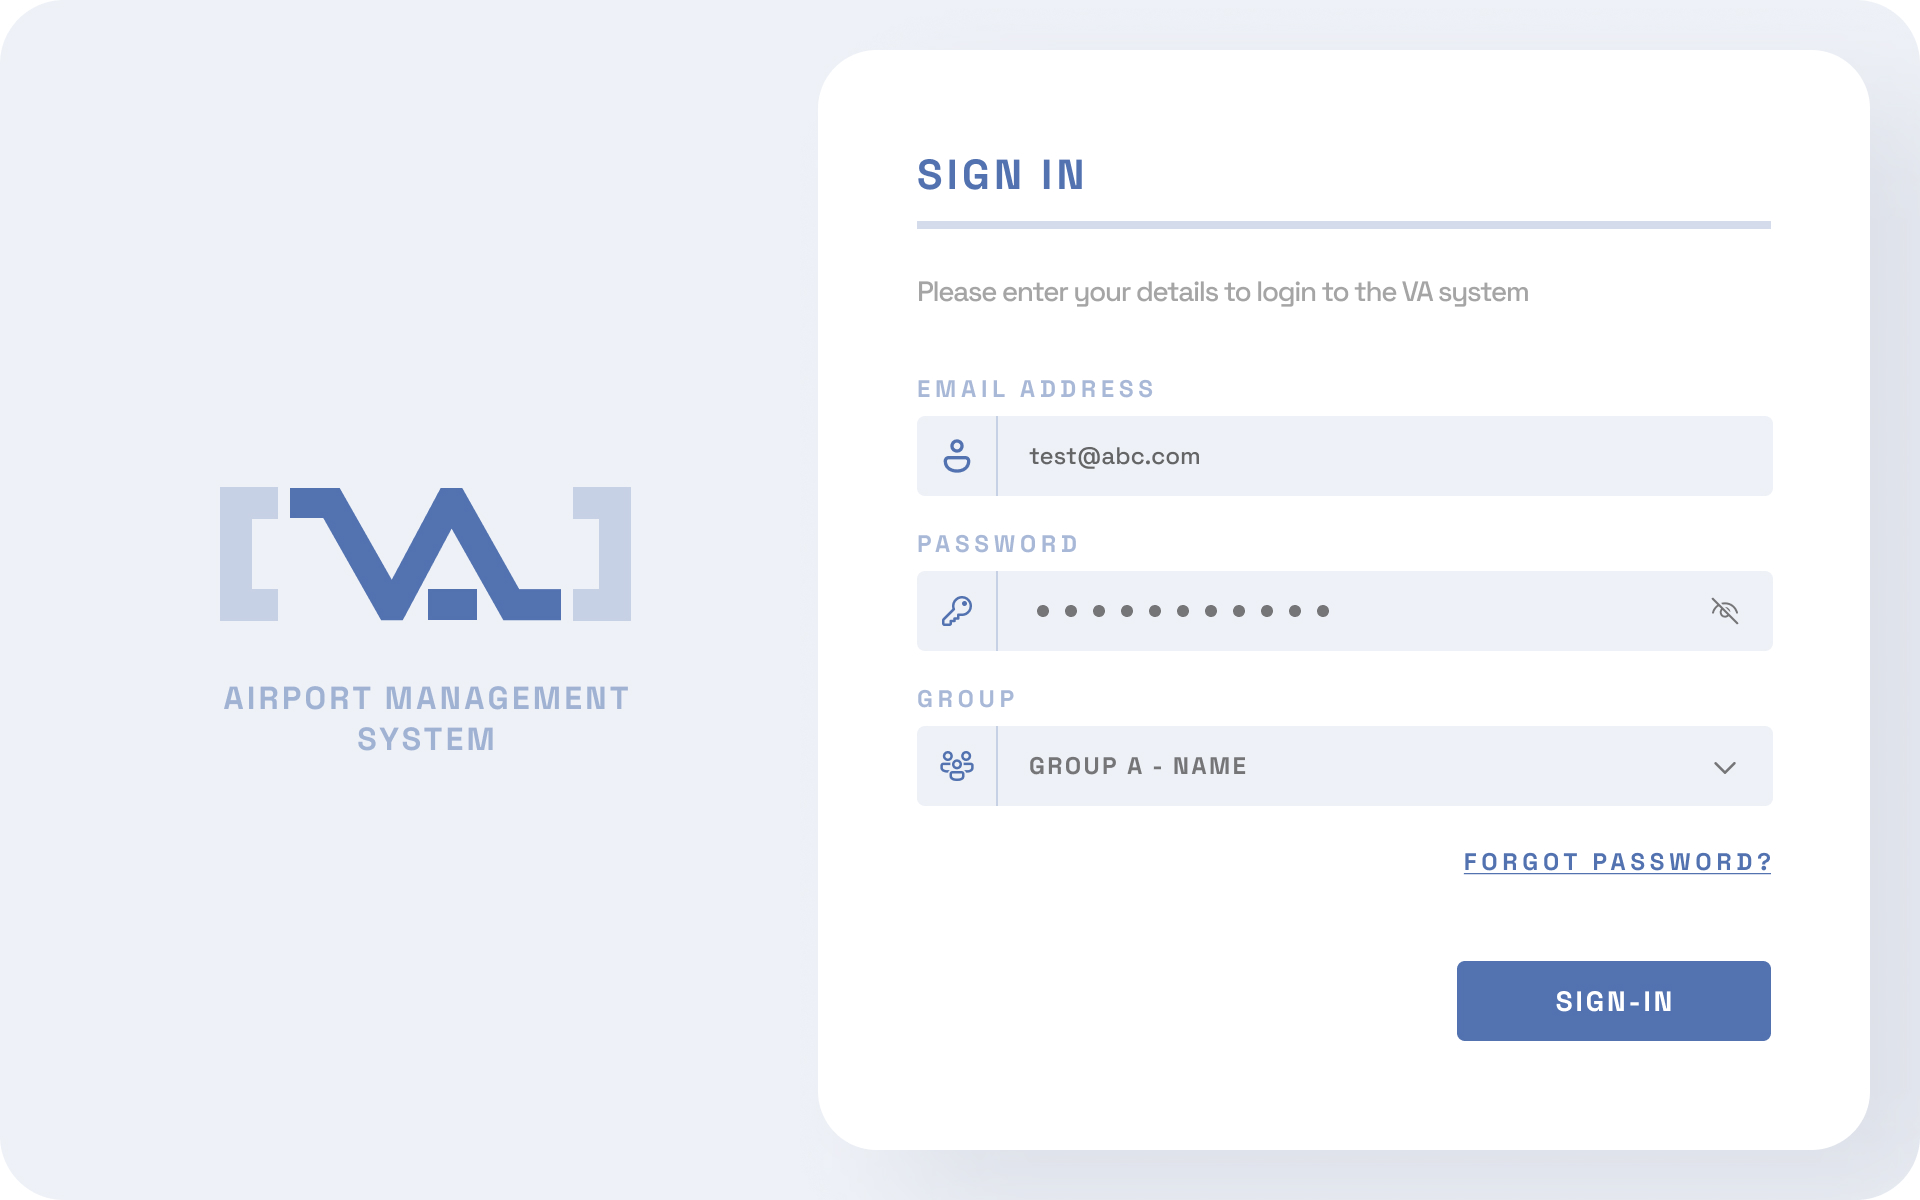 VA
AIRPORT MANAGEMENT
SYSTEM
SIGN IN
Please enter your details to login to the VA system
EMAIL ADDRESS
test@abc.com
PASSWORD
GROUP
GROUP A - NAME
FORGOT PASSWORD?
SIGN-IN